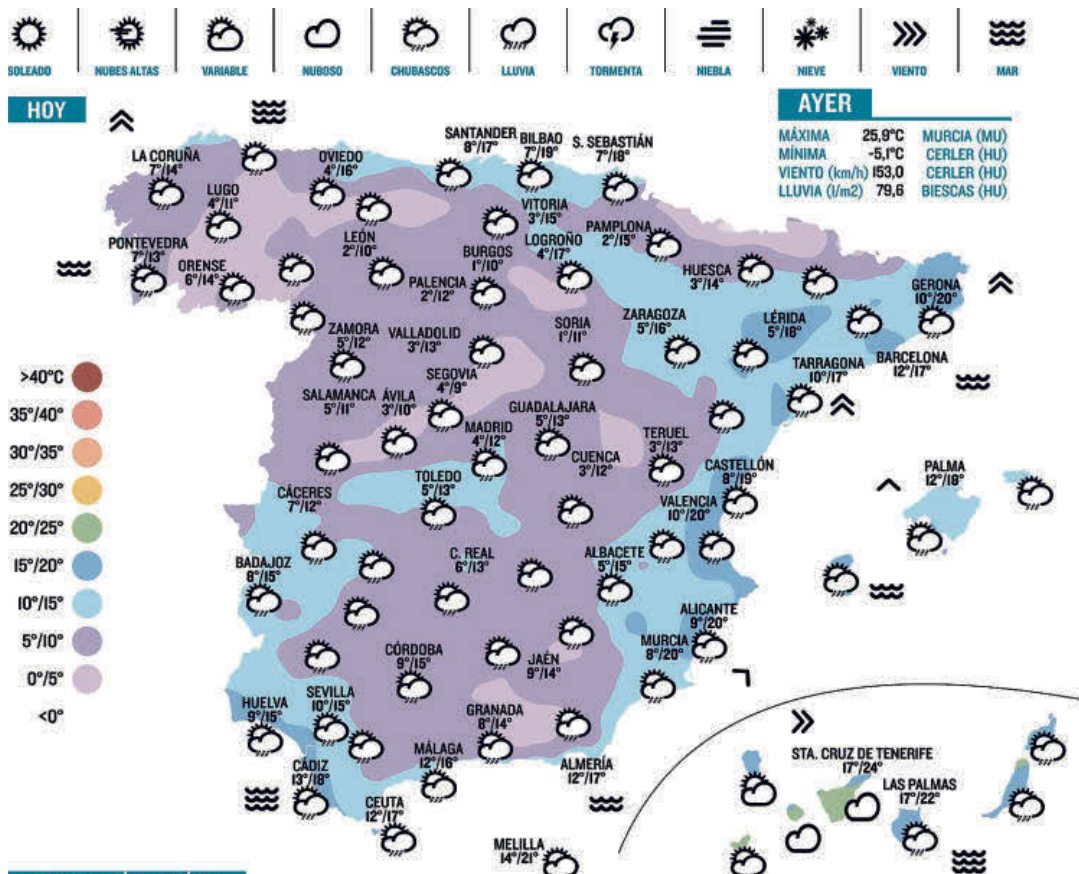 SOLEADO
NUBES ALTAS
VARIABLE
NUBOSO
CHUBASCOS
LLUVIA
TORMENTA
NIEBLA
NIEVE
VIENTO
MAR
HOY
AYER
MÁXIMA 25,9°C MURCIA (MU)
MÍNIMA -5,1°C CERLER (HU)
VIENTO (km/h) 153,0 CERLER (HU)
LLUVIA (l/m2) 79,6 BIESCAS (HU)
LA CORUÑA
7°/14°
LUGO
4°/11°
OVIEDO
4°/16°
SANTANDER
8°/17°
BILBAO
7°/19°
S. SEBASTIÁN
7°/18°
VITORIA
3°/15°
PAMPLONA
2°/15°
PONTEVEDRA
7°/13°
ORENSE
6°/14°
LEÓN
2°/10°
BURGOS
1°/10°
LOGROÑO
4°/17°
PALENCIA
2°/12°
HUESCA
3°/14°
GERONA
10°/20°
ZAMORA
5°/12°
VALLADOLID
3°/13°
SORIA
1°/11°
ZARAGOZA
5°/16°
LÉRIDA
5°/18°
BARCELONA
12°/17°
TARRAGONA
10°/17°
SEGOVIA
4°/9°
SALAMANCA
5°/11°
ÁVILA
3°/10°
GUADALAJARA
5°/13°
MADRID
4°/12°
CUENCA
3°/12°
TERUEL
3°/13°
CASTELLÓN
8°/19°
PALMA
12°/18°
CÁCERES
7°/12°
TOLEDO
5°/13°
VALENCIA
10°/20°
BADAJOZ
8°/15°
C. REAL
6°/13°
ALBACETE
5°/15°
ALICANTE
9°/20°
MURCIA
8°/20°
CÓRDOBA
9°/15°
JAÉN
9°/14°
HUELVA
9°/15°
SEVILLA
10°/15°
GRANADA
8°/14°
MÁLAGA
12°/16°
ALMERÍA
12°/17°
CÁDIZ
13°/18°
CEUTA
12°/17°
MELILLA
14°/21°
STA. CRUZ DE TENERIFE
17°/24°
LAS PALMAS
17°/22°
>40°C
35°/40°
30°/35°
25°/30°
20°/25°
15°/20°
10°/15°
5°/10°
0°/5°
<0°